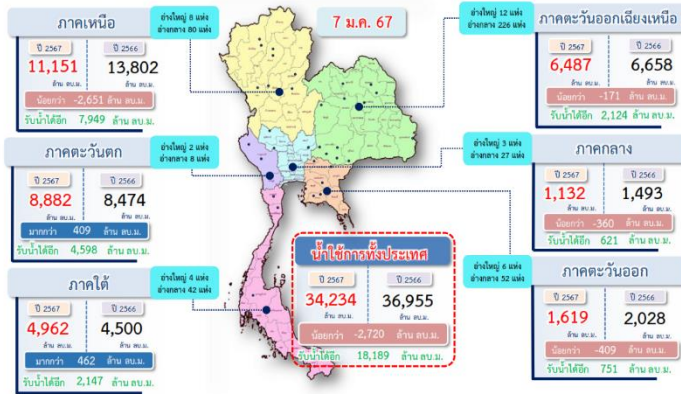 7 ม.ค. 67
ภาคเหนือ
ปี 2567 ปี 2566
11,151 13,802
ล้าน ลบ.ม. ล้าน ลบ.ม.
น้อยกว่า -2,651 ล้าน ลบ.ม.
รับน้ำได้อีก 7,949 ล้าน ลบ.ม.
อ่างใหญ่ 8 แห่ง
อ่างกลาง 80 แห่ง
ภาคตะวันตก
ปี 2567 ปี 2566
8,882 8,474
ล้าน ลบ.ม. ล้าน ลบ.ม.
มากกว่า 409 ล้าน ลบ.ม.
รับน้ำได้อีก 4,598 ล้าน ลบ.ม.
อ่างใหญ่ 2 แห่ง
อ่างกลาง 8 แห่ง
ภาคใต้
ปี 2567 ปี 2566
4,962 4,500
ล้าน ลบ.ม. ล้าน ลบ.ม.
มากกว่า 462 ล้าน ลบ.ม.
รับน้ำได้อีก 2,147 ล้าน ลบ.ม.
อ่างใหญ่ 4 แห่ง
อ่างกลาง 42 แห่ง
น้ำใช้การทั้งประเทศ
ปี 2567 ปี 2566
34,234 36,955
ล้าน ลบ.ม. ล้าน ลบ.ม.
น้อยกว่า -2,720 ล้าน ลบ.ม.
รับน้ำได้อีก 18,189 ล้าน ลบ.ม.
อ่างใหญ่ 12 แห่ง
อ่างกลาง 226 แห่ง
ภาคตะวันออกเฉียงเหนือ
ปี 2567 ปี 2566
6,487 6,658
ล้าน ลบ.ม. ล้าน ลบ.ม.
น้อยกว่า -171 ล้าน ลบ.ม.
รับน้ำได้อีก 2,124 ล้าน ลบ.ม.
อ่างใหญ่ 3 แห่ง
อ่างกลาง 27 แห่ง
ภาคกลาง
ปี 2567 ปี 2566
1,132 1,493
ล้าน ลบ.ม. ล้าน ลบ.ม.
น้อยกว่า -360 ล้าน ลบ.ม.
รับน้ำได้อีก 621 ล้าน ลบ.ม.
อ่างใหญ่ 6 แห่ง
อ่างกลาง 52 แห่ง
ภาคตะวันออก
ปี 2567 ปี 2566
1,619 2,028
ล้าน ลบ.ม. ล้าน ลบ.ม.
น้อยกว่า -409 ล้าน ลบ.ม.
รับน้ำได้อีก 751 ล้าน ลบ.ม.